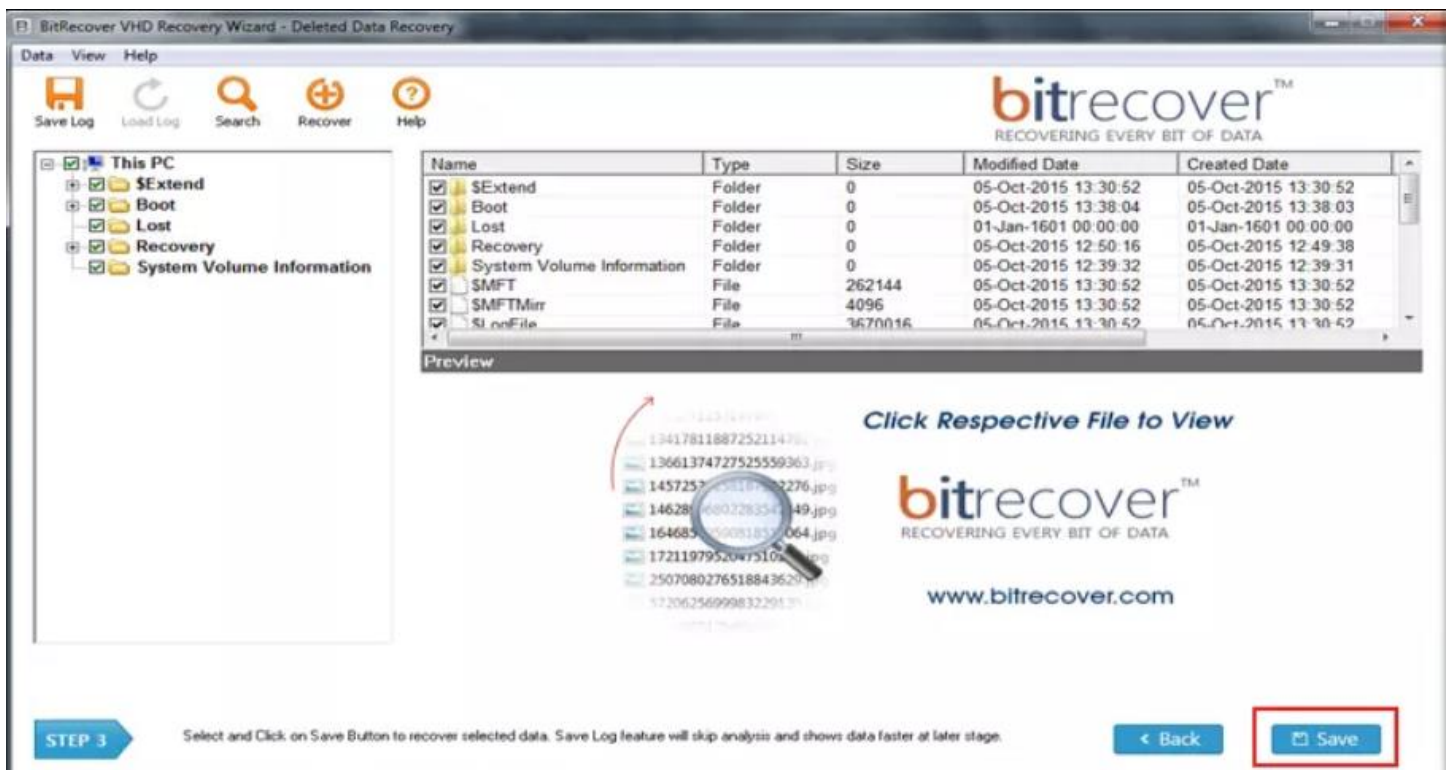 BitRecover VHD Recovery Wizard - Deleted Data Recovery
Data View Help
Save Log Load Log Search Recover Help
bitrecover™
RECOVERING EVERY BIT OF DATA
This PC
$Extend
Boot
Lost
Recovery
System Volume Information
Name Type Size Modified Date Created Date
$Extend Folder 0 05-Oct-2015 13:30:52 05-Oct-2015 13:30:52
Boot Folder 0 05-Oct-2015 13:38:04 05-Oct-2015 13:38:03
Lost Folder 0 01-Jan-1601 00:00:00 01-Jan-1601 00:00:00
Recovery Folder 0 05-Oct-2015 12:50:16 05-Oct-2015 12:49:38
System Volume Information Folder 0 05-Oct-2015 12:39:32 05-Oct-2015 12:39:31
$MFT File 262144 05-Oct-2015 13:30:52 05-Oct-2015 13:30:52
$MFTMirr File 4096 05-Oct-2015 13:30:52 05-Oct-2015 13:30:52
$LogFile File 3670016 05-Oct-2015 13:30:52 05-Oct-2015 13:30:52
Preview
Click Respective File to View
13661374727525559363.jpg
bitrecover™
RECOVERING EVERY BIT OF DATA
www.bitrecover.com
STEP 3
Select and Click on Save Button to recover selected data. Save Log feature will skip analysis and shows data faster at later stage.
< Back
Save